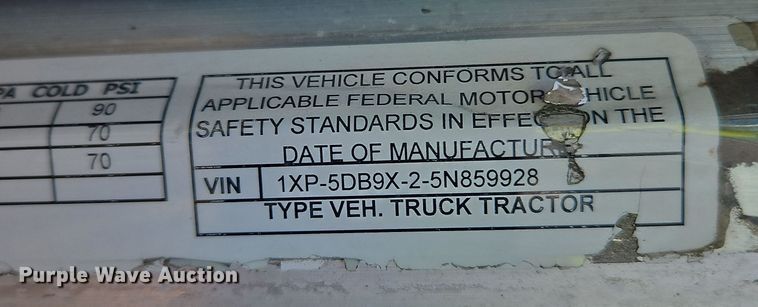 PA COLD PSI
90
70
70
THIS VEHICLE CONFORMS TO ALL
APPLICABLE FEDERAL MOTOR VEHICLE
SAFETY STANDARDS IN EFFECT ON THE
DATE OF MANUFACTURE
VIN 1XP-5DB9X-2-5N859928
TYPE VEH. TRUCK TRACTOR
Purple Wave Auction